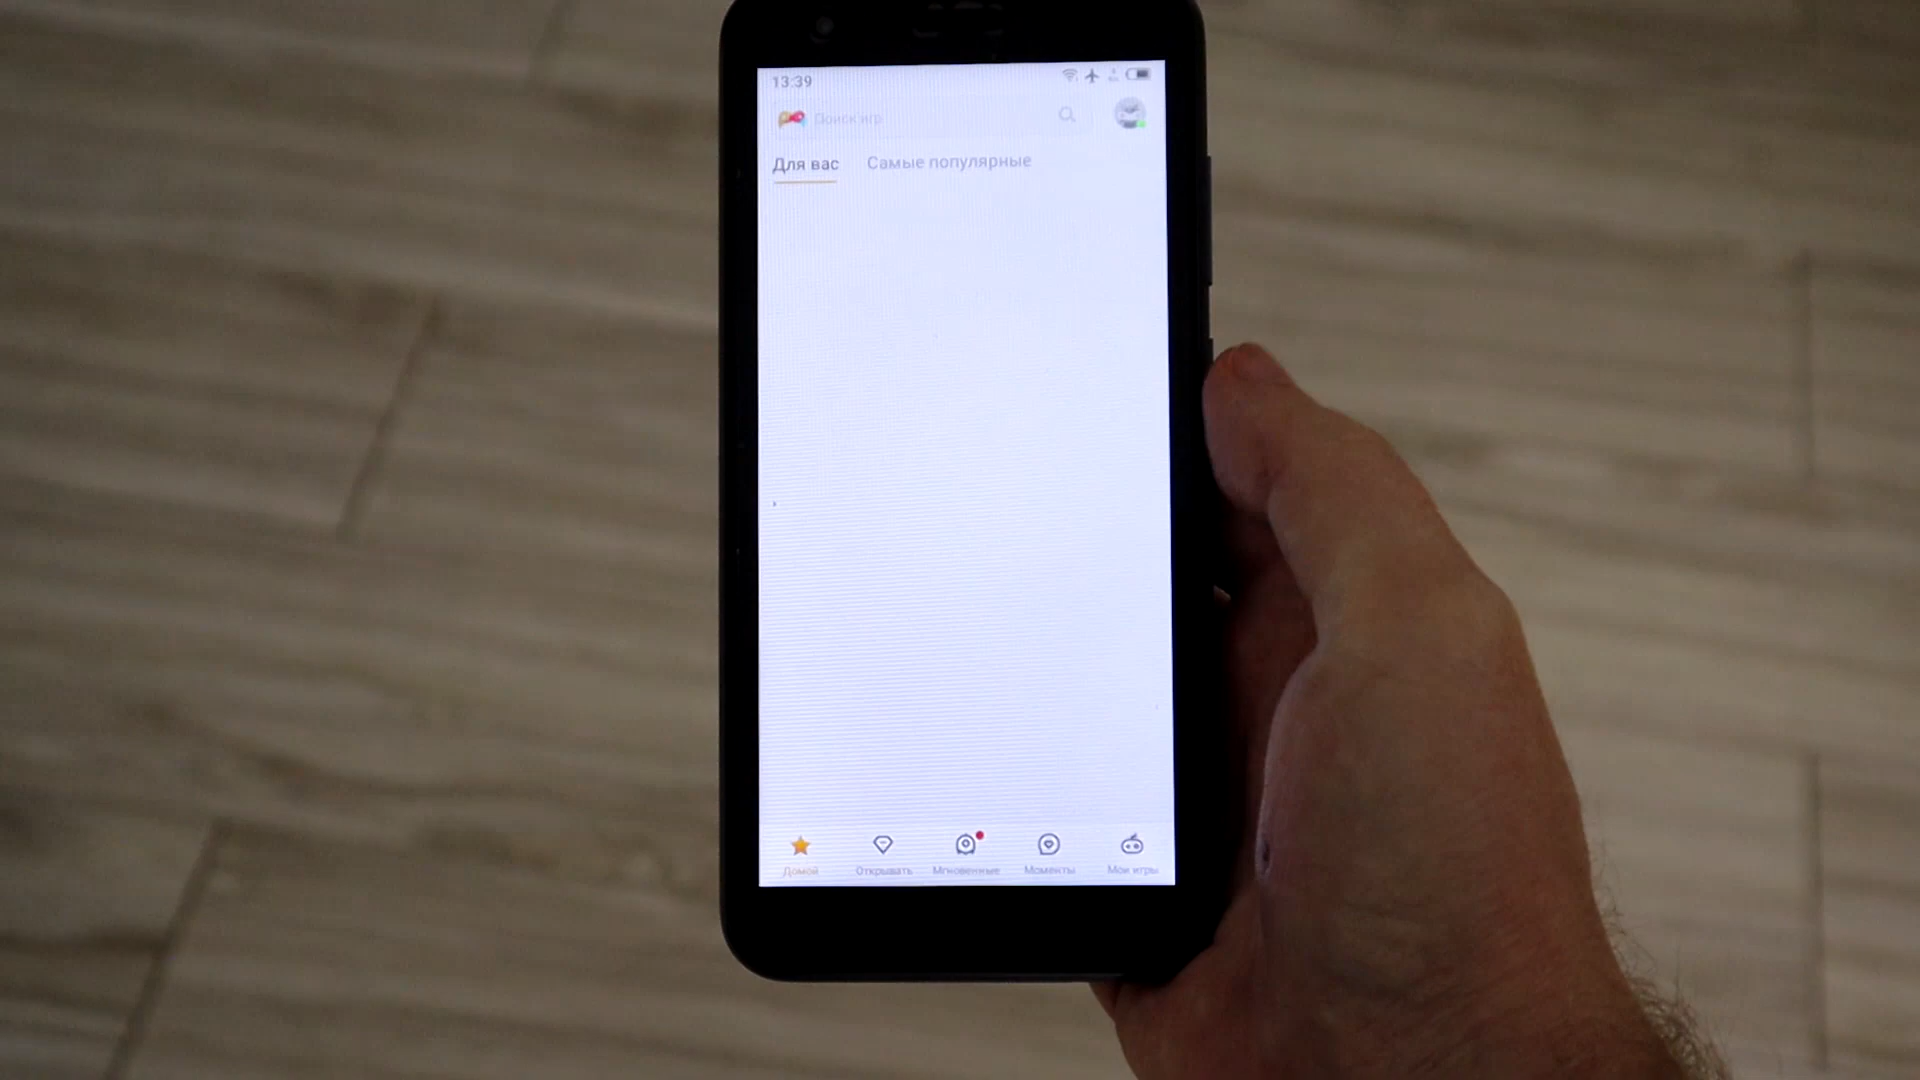 13:39
Поиск игр
Для вас Самые популярные
Домой Открывать Мгновенные Моменты Мои игры